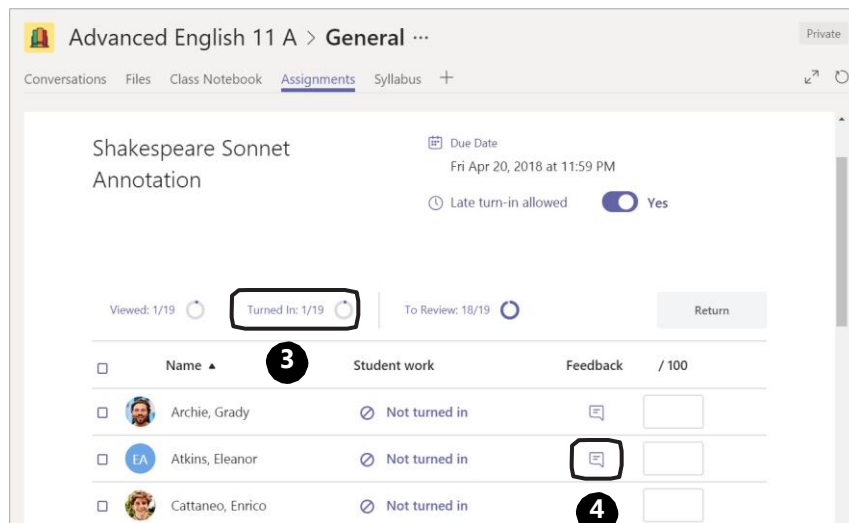 Advanced English 11 A > General ···
Private
Conversations Files Class Notebook Assignments Syllabus +
Shakespeare Sonnet
Annotation
Due Date
Fri Apr 20, 2018 at 11:59 PM
Late turn-in allowed Yes
Viewed: 1/19 Turned In: 1/19 To Review: 18/19 Return
3
Name ▲ Student work Feedback / 100
Archie, Grady Not turned in
EA Atkins, Eleanor Not turned in
Cattaneo, Enrico Not turned in
4